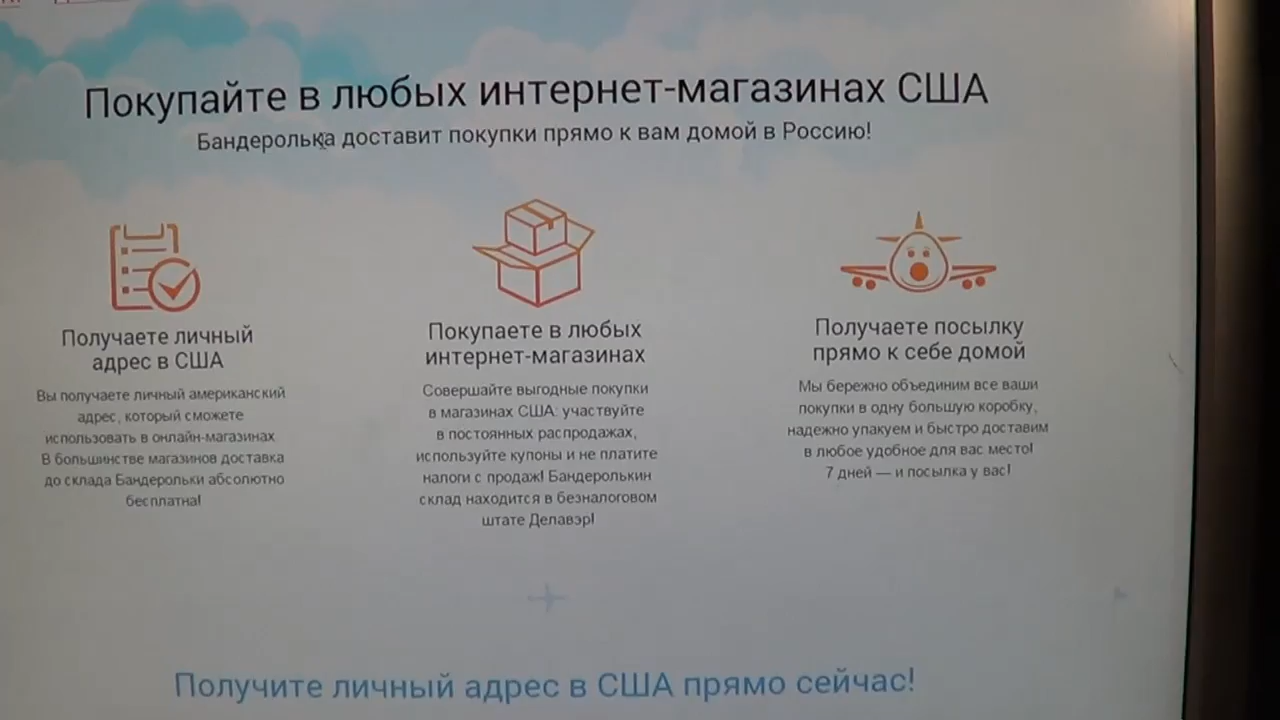 Покупайте в любых интернет-магазинах США
Бандеролька доставит покупки прямо к вам домой в Россию!
Получаете личный
адрес в США
Вы получаете личный американский
адрес, который сможете
использовать в онлайн-магазинах
В большинстве магазинов доставка
до склада Бандерольки абсолютно
бесплатна!
Покупаете в любых
интернет-магазинах
Совершайте выгодные покупки
в магазинах США: участвуйте
в постоянных распродажах,
используйте купоны и не платите
налоги с продаж! Бандеролькин
склад находится в безналоговом
штате Делавэр!
Получаете посылку
прямо к себе домой
Мы бережно объединим все ваши
покупки в одну большую коробку,
надежно упакуем и быстро доставим
в любое удобное для вас место!
7 дней — и посылка у вас!
Получите личный адрес в США прямо сейчас!